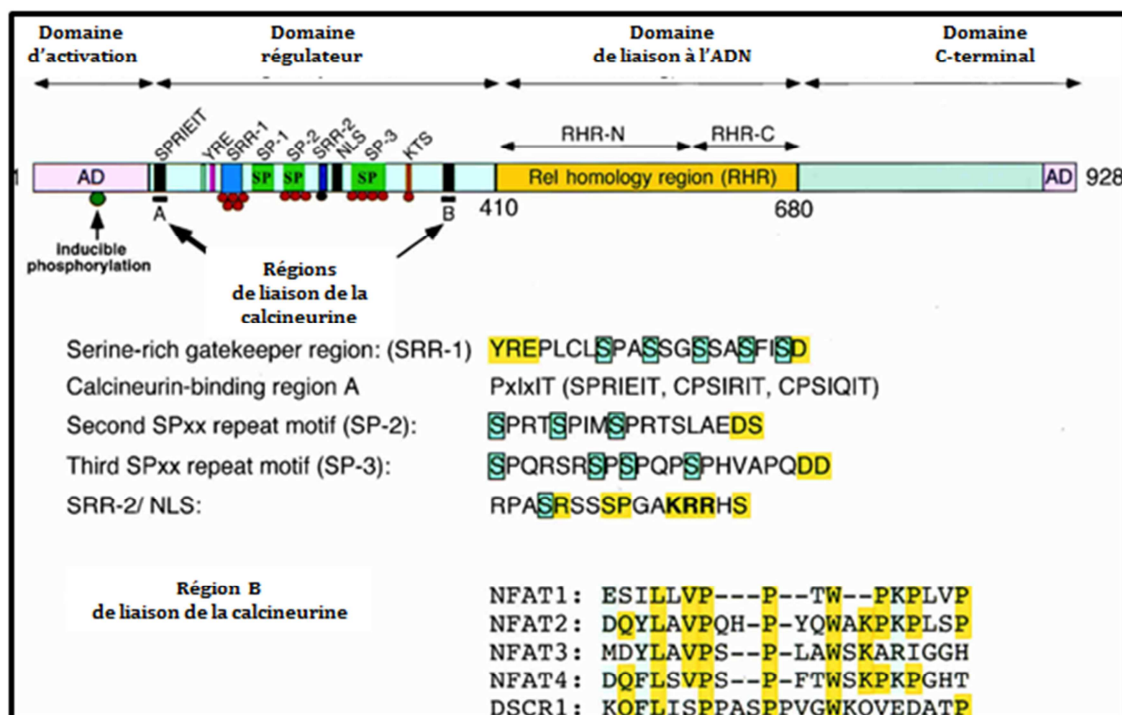 Domaine
d'activation
Domaine
régulateur
Domaine
de liaison à l'ADN
Domaine
C-terminal
SPRIEIT
YRE
SRR-1
SP-1
SP-2
SRR-2
NLS
SP-3
KTS
RHR-N
RHR-C
1
AD
SP
SP
SP
Rel homology region (RHR)
AD
928
A
B
410
680
Inducible
phosphorylation
Régions
de liaison de la
calcineurine
Serine-rich gatekeeper region: (SRR-1) YREPLCLSPASSGSSASFISD
Calcineurin-binding region A PxIxIT (SPRIEIT, CPSIRIT, CPSIQIT)
Second SPxx repeat motif (SP-2): SPRTSPIMSPRTSLAEDS
Third SPxx repeat motif (SP-3): SPQRSRSPSPQPSPHVAPQDD
SRR-2/ NLS: RPASRSSSPGAKRRHS
Région B
de liaison de la calcineurine
NFAT1: ESILLVP---P--TW--PKPLVP
NFAT2: DQYLAVPQH-P-YQWAKPKPLSP
NFAT3: MDYLAVPS--P-LAWSKARIGGH
NFAT4: DQFLSVPS--P-FTWSKPKPGHT
DSCR1: KQFLISPPASPPVGWKQVEDATP